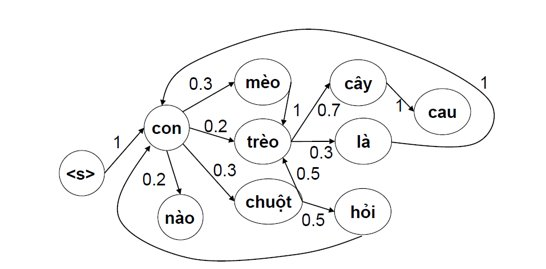 mèo
cây
cau
con
trèo
là
<s>
nào
chuột
hỏi
1
0.3
0.2
0.3
0.2
1
0.7
0.3
1
1
0.5
0.5